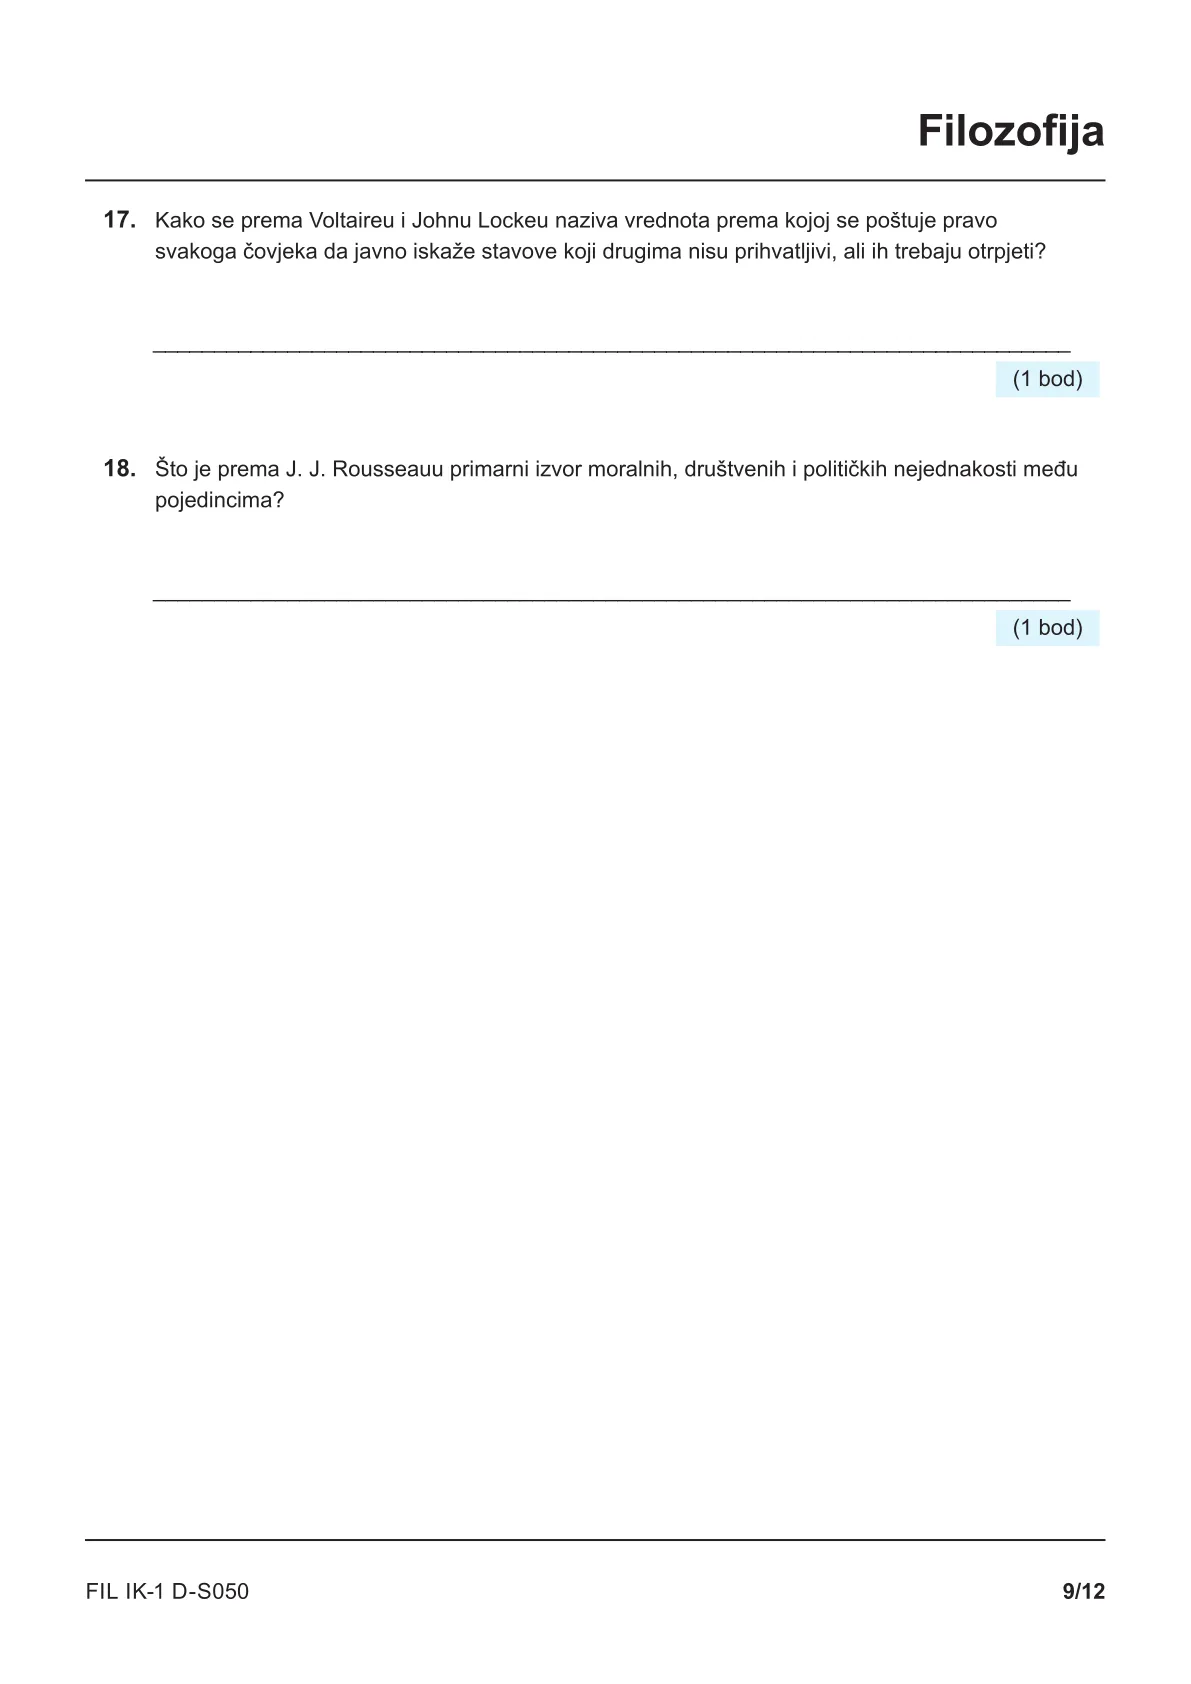 Filozofija
17. Kako se prema Voltaireu i Johnu Lockeu naziva vrednota prema kojoj se poštuje pravo
svakoga čovjeka da javno iskaže stavove koji drugima nisu prihvatljivi, ali ih trebaju otrpjeti?
(1 bod)
18. Što je prema J. J. Rousseauu primarni izvor moralnih, društvenih i političkih nejednakosti među
pojedincima?
(1 bod)
FIL IK-1 D-S050
9/12